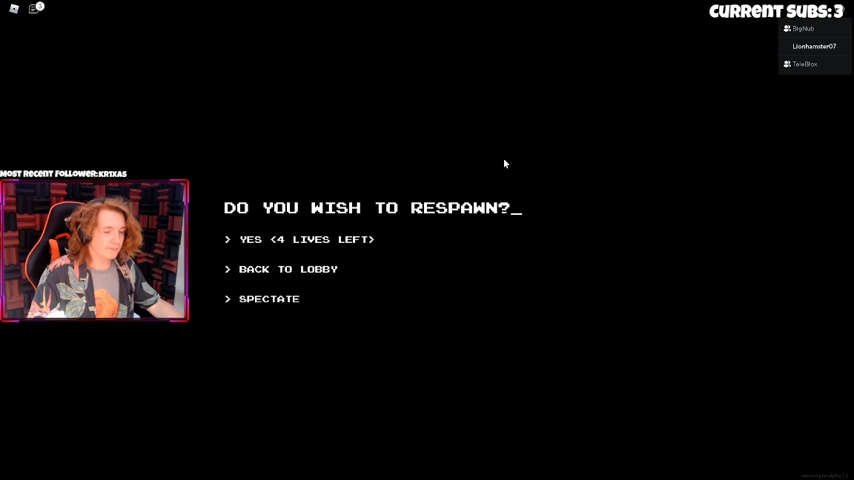 CURRENT SUBS: 3
BigNub
Lionhamster07
TeleBlox
MOST RECENT FOLLOWER:KR1XAS
DO YOU WISH TO RESPAWN?_
> YES <4 LIVES LEFT>
> BACK TO LOBBY
> SPECTATE